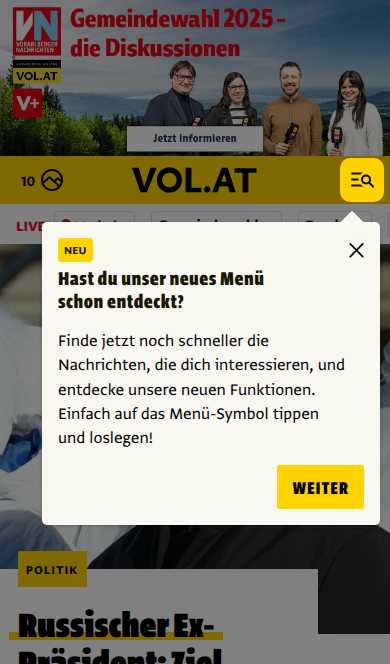 Gemeindewahl 2025 –
die Diskussionen
VN
VORARLBERGER
NACHRICHTEN
VOL.AT
V+
Jetzt informieren
10
VOL.AT
LIVE
NEU
Hast du unser neues Menü
schon entdeckt?
Finde jetzt noch schneller die
Nachrichten, die dich interessieren, und
entdecke unsere neuen Funktionen.
Einfach auf das Menü-Symbol tippen
und loslegen!
WEITER
POLITIK
Russischer Ex-
Präsident: Ziel